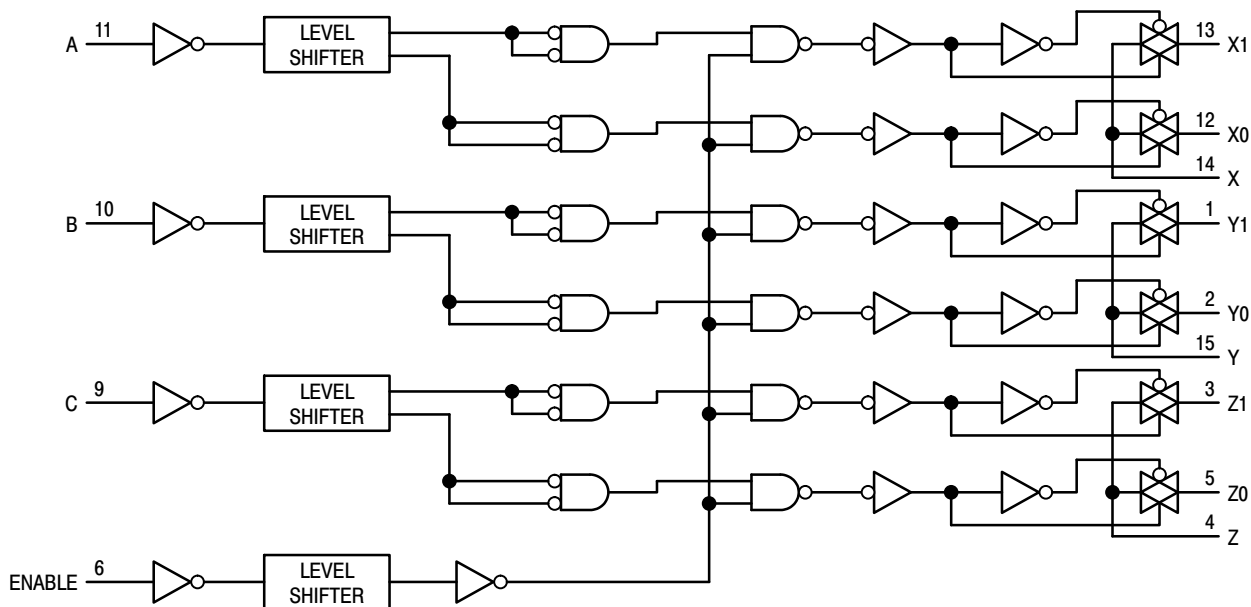 A 11
LEVEL
SHIFTER
13 X1
12 X0
14 X
B 10
LEVEL
SHIFTER
1 Y1
2 Y0
15 Y
C 9
LEVEL
SHIFTER
3 Z1
5 Z0
4 Z
ENABLE 6
LEVEL
SHIFTER